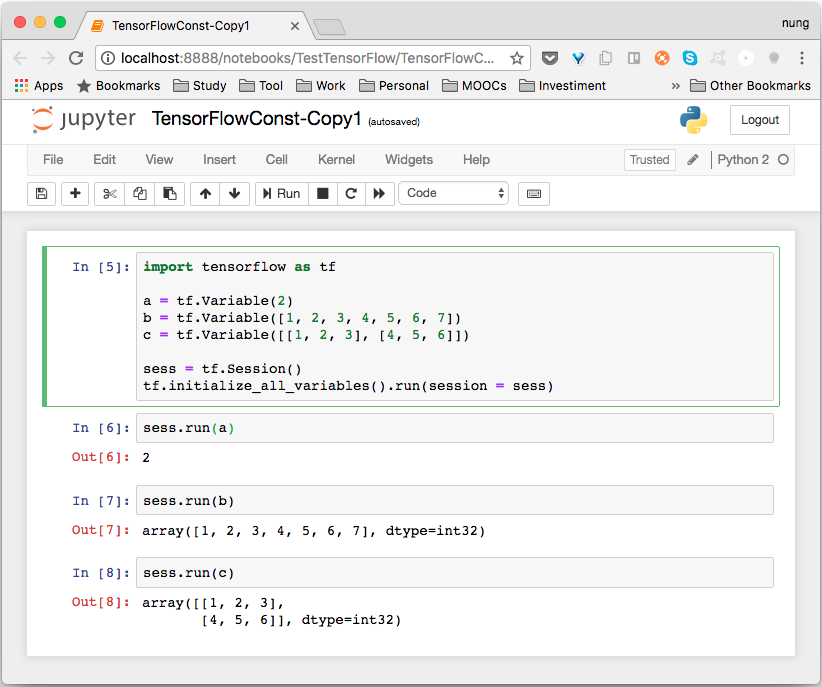 TensorFlowConst-Copy1
nung
localhost:8888/notebooks/TestTensorFlow/TensorFlowC...
Apps Bookmarks Study Tool Work Personal MOOCs Investiment » Other Bookmarks
jupyter TensorFlowConst-Copy1 (autosaved) Logout
File Edit View Insert Cell Kernel Widgets Help Trusted Python 2
Run Code
In [5]: import tensorflow as tf
a = tf.Variable(2)
b = tf.Variable([1, 2, 3, 4, 5, 6, 7])
c = tf.Variable([[1, 2, 3], [4, 5, 6]])
sess = tf.Session()
tf.initialize_all_variables().run(session = sess)
In [6]: sess.run(a)
Out[6]: 2
In [7]: sess.run(b)
Out[7]: array([1, 2, 3, 4, 5, 6, 7], dtype=int32)
In [8]: sess.run(c)
Out[8]: array([[1, 2, 3],
[4, 5, 6]], dtype=int32)